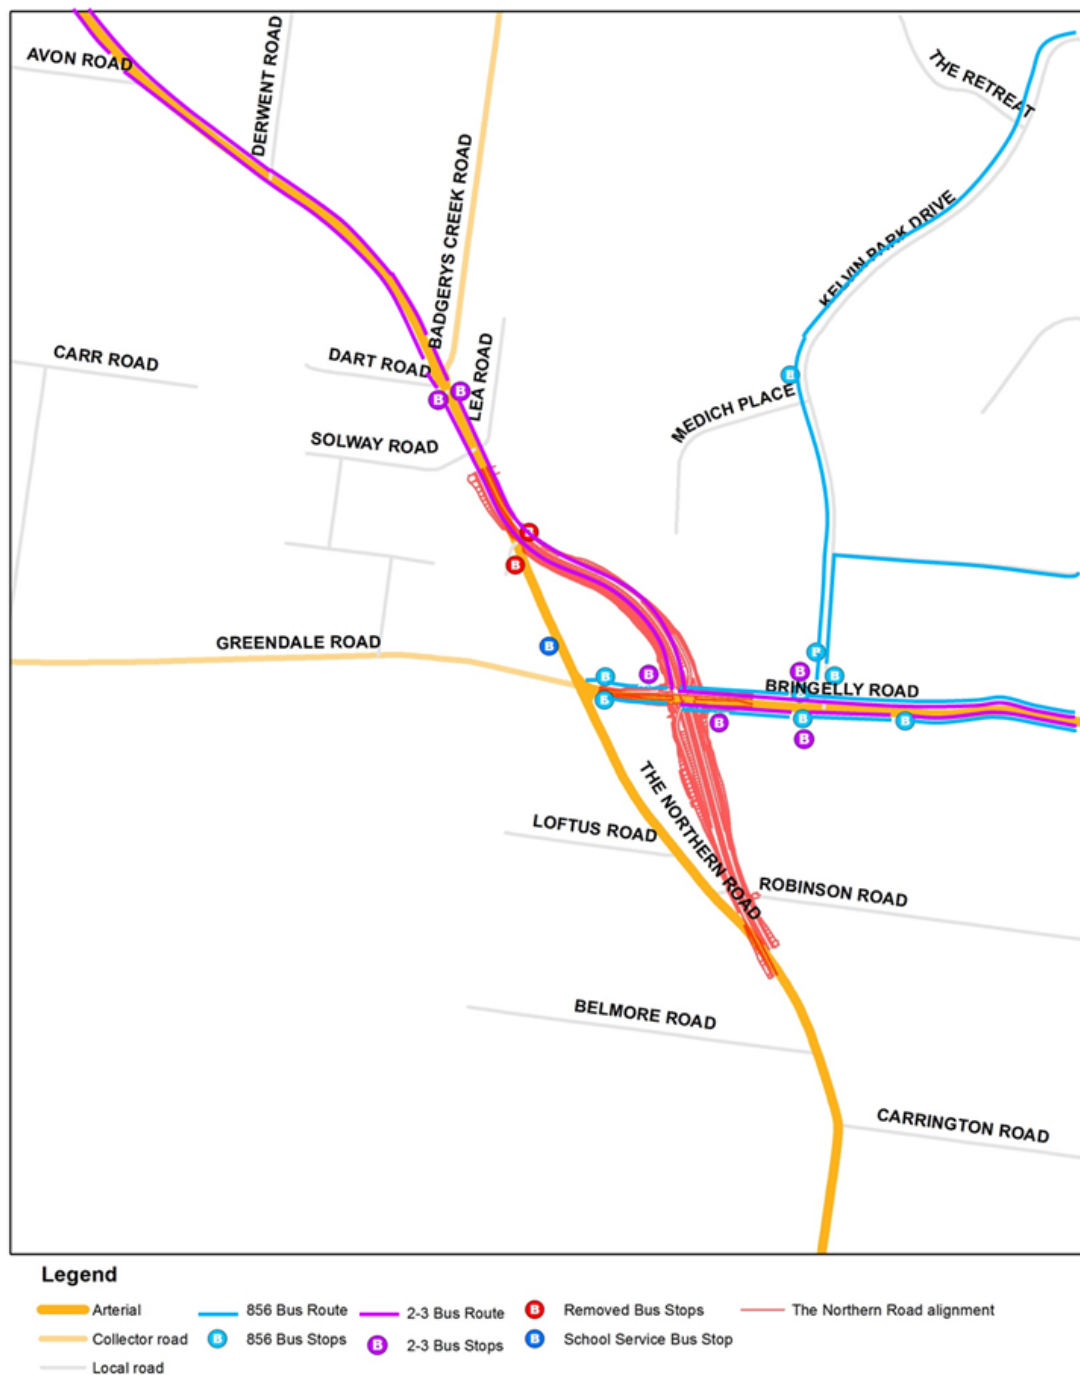 AVON ROAD
DERWENT ROAD
THE RETREAT
BADGERYS CREEK ROAD
KELVIN PARK DRIVE
CARR ROAD
DART ROAD
LEA ROAD
B
B
B
MEDICH PLACE
SOLWAY ROAD
B
B
GREENDALE ROAD
B
B
B
B
B
B
BRINGELLY ROAD
B
B
B
B
B
THE NORTHERN ROAD
LOFTUS ROAD
ROBINSON ROAD
BELMORE ROAD
CARRINGTON ROAD
Legend
Arterial
856 Bus Route
2-3 Bus Route
B
Removed Bus Stops
The Northern Road alignment
Collector road
B
856 Bus Stops
B
2-3 Bus Stops
B
School Service Bus Stop
Local road